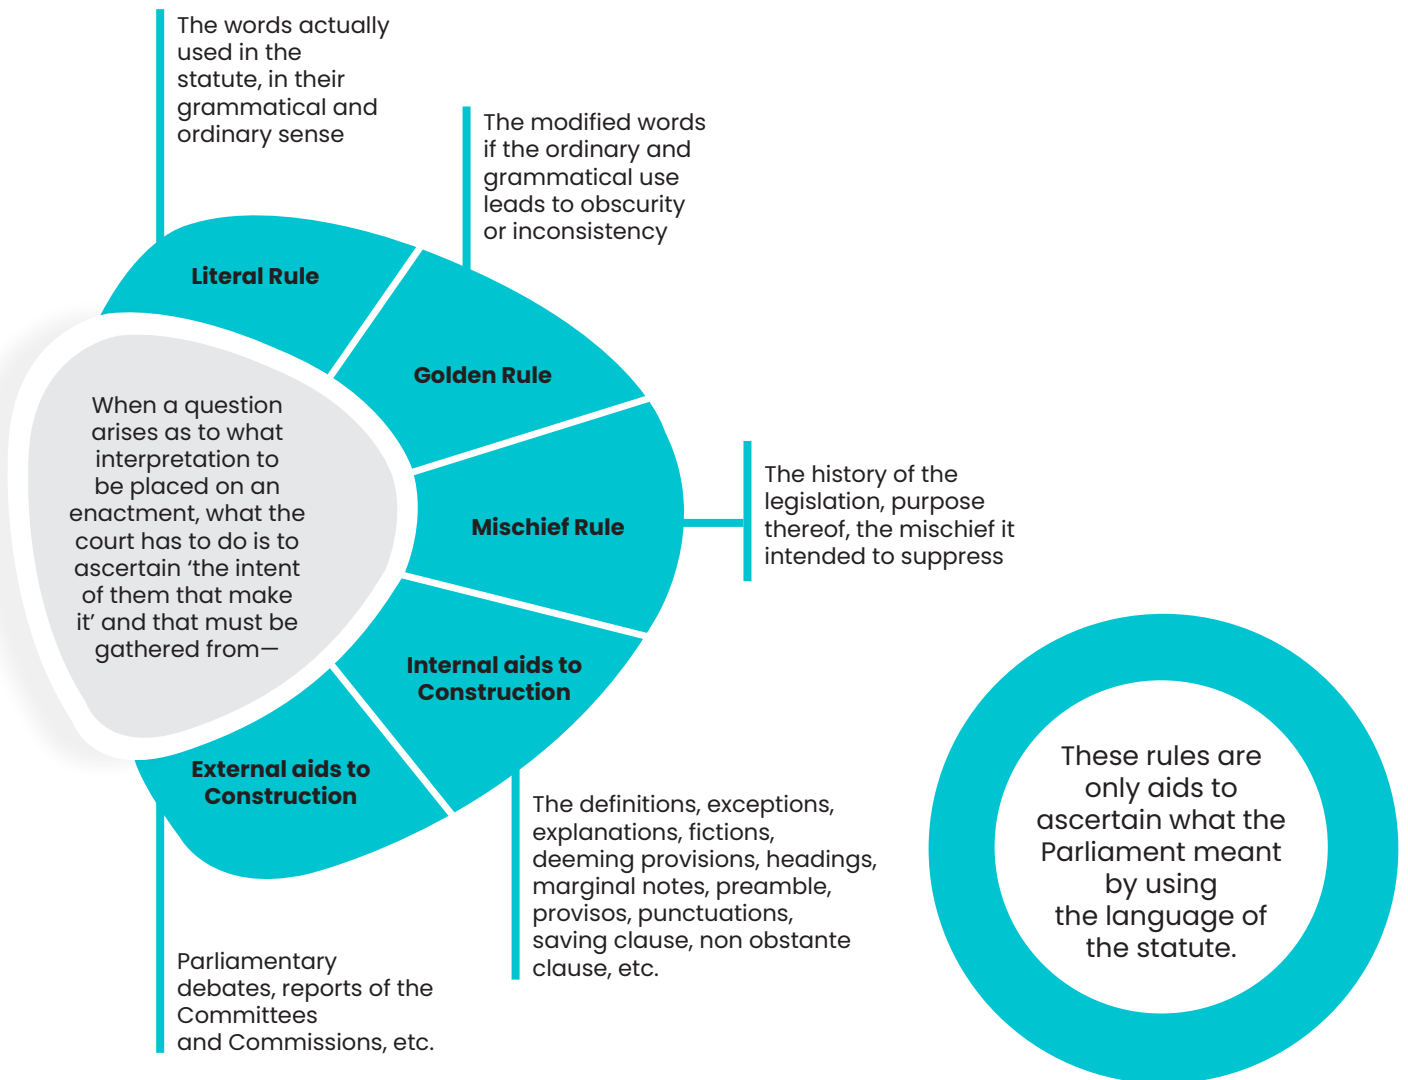 The words actually
used in the
statute, in their
grammatical and
ordinary sense
The modified words
if the ordinary and
grammatical use
leads to obscurity
or inconsistency
Literal Rule
Golden Rule
When a question
arises as to what
interpretation to
be placed on an
enactment, what the
court has to do is to
ascertain ‘the intent
of them that make
it’ and that must be
gathered from—
Mischief Rule
The history of the
legislation, purpose
thereof, the mischief it
intended to suppress
Internal aids to
Construction
External aids to
Construction
The definitions, exceptions,
explanations, fictions,
deeming provisions, headings,
marginal notes, preamble,
provisos, punctuations,
saving clause, non obstante
clause, etc.
Parliamentary
debates, reports of the
Committees
and Commissions, etc.
These rules are
only aids to
ascertain what the
Parliament meant
by using
the language of
the statute.